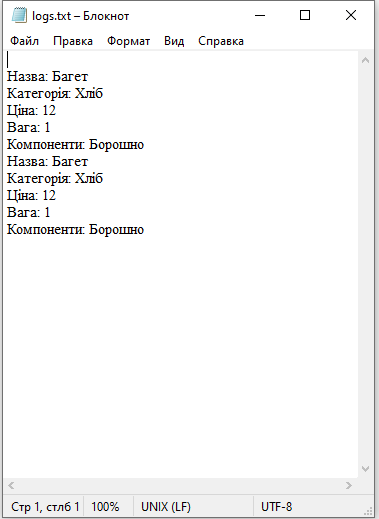 logs.txt – Блокнот
Файл Правка Формат Вид Справка
Назва: Багет
Категорія: Хліб
Ціна: 12
Вага: 1
Компоненти: Борошно
Назва: Багет
Категорія: Хліб
Ціна: 12
Вага: 1
Компоненти: Борошно
Стр 1, стлб 1 100% UNIX (LF) UTF-8